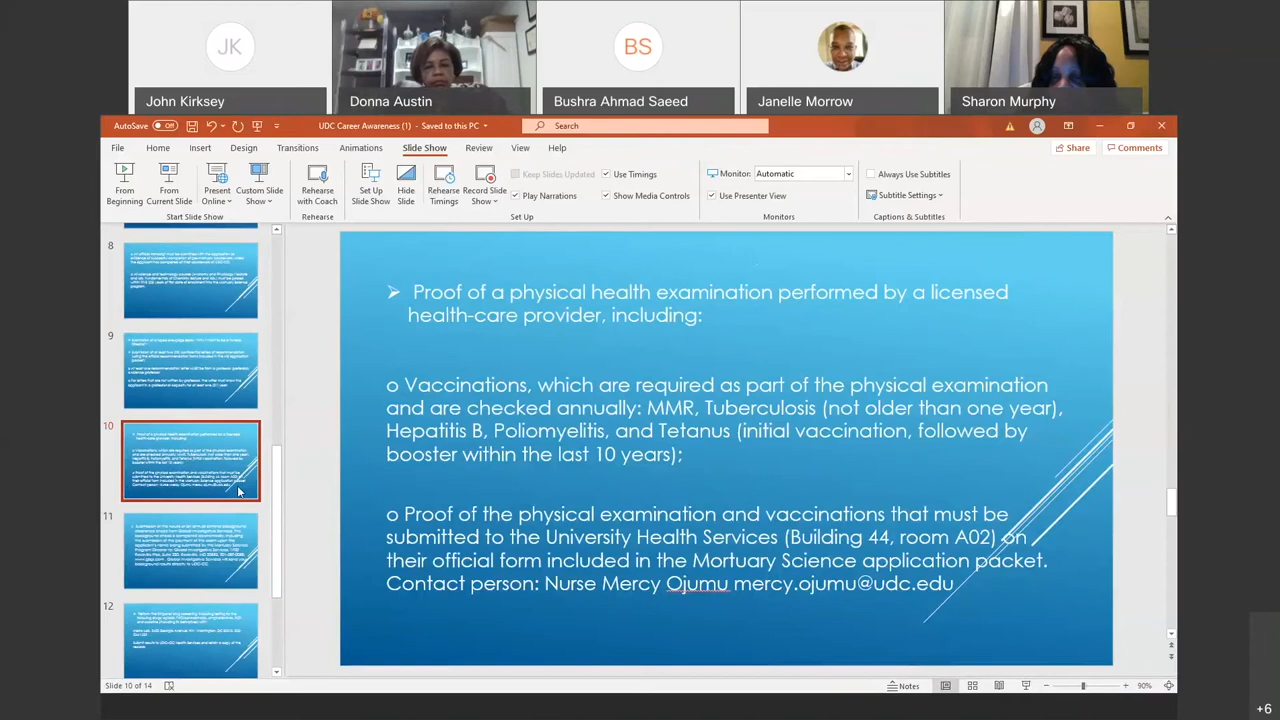 JK
BS
John Kirksey
Donna Austin
Bushra Ahmad Saeed
Janelle Morrow
Sharon Murphy
AutoSave Off
UDC Career Awareness (1) - Saved to this PC
Search
File Home Insert Design Transitions Animations Slide Show Review View Help
Share Comments
From Beginning
From Current Slide
Present Online
Custom Slide Show
Start Slide Show
Rehearse with Coach
Rehearse
Set Up Slide Show
Hide Slide
Rehearse Timings
Record Slide Show
Keep Slides Updated
Play Narrations
Use Timings
Show Media Controls
Set Up
Monitor: Automatic
Use Presenter View
Monitors
Always Use Subtitles
Subtitle Settings
Captions & Subtitles
8
9
10
11
12
Proof of a physical health examination performed by a licensed
health-care provider, including:
o Vaccinations, which are required as part of the physical examination
and are checked annually: MMR, Tuberculosis (not older than one year),
Hepatitis B, Poliomyelitis, and Tetanus (initial vaccination, followed by
booster within the last 10 years);
o Proof of the physical examination and vaccinations that must be
submitted to the University Health Services (Building 44, room A02) on
their official form included in the Mortuary Science application packet.
Contact person: Nurse Mercy Ojumu mercy.ojumu@udc.edu
Slide 10 of 14
Notes
90%
+6